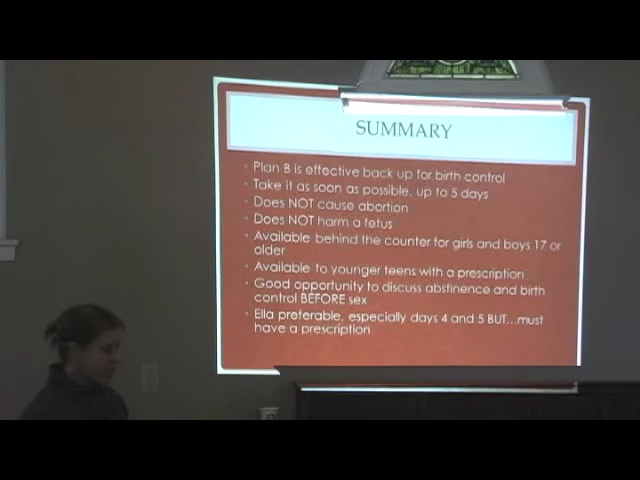 SUMMARY
Plan B is effective back up for birth control
Take it as soon as possible, up to 5 days
Does NOT cause abortion
Does NOT harm a fetus
Available behind the counter for girls and boys 17 or
older
Available to younger teens with a prescription
Good opportunity to discuss abstinence and birth
control BEFORE sex
Ella preferable, especially days 4 and 5 BUT...must
have a prescription